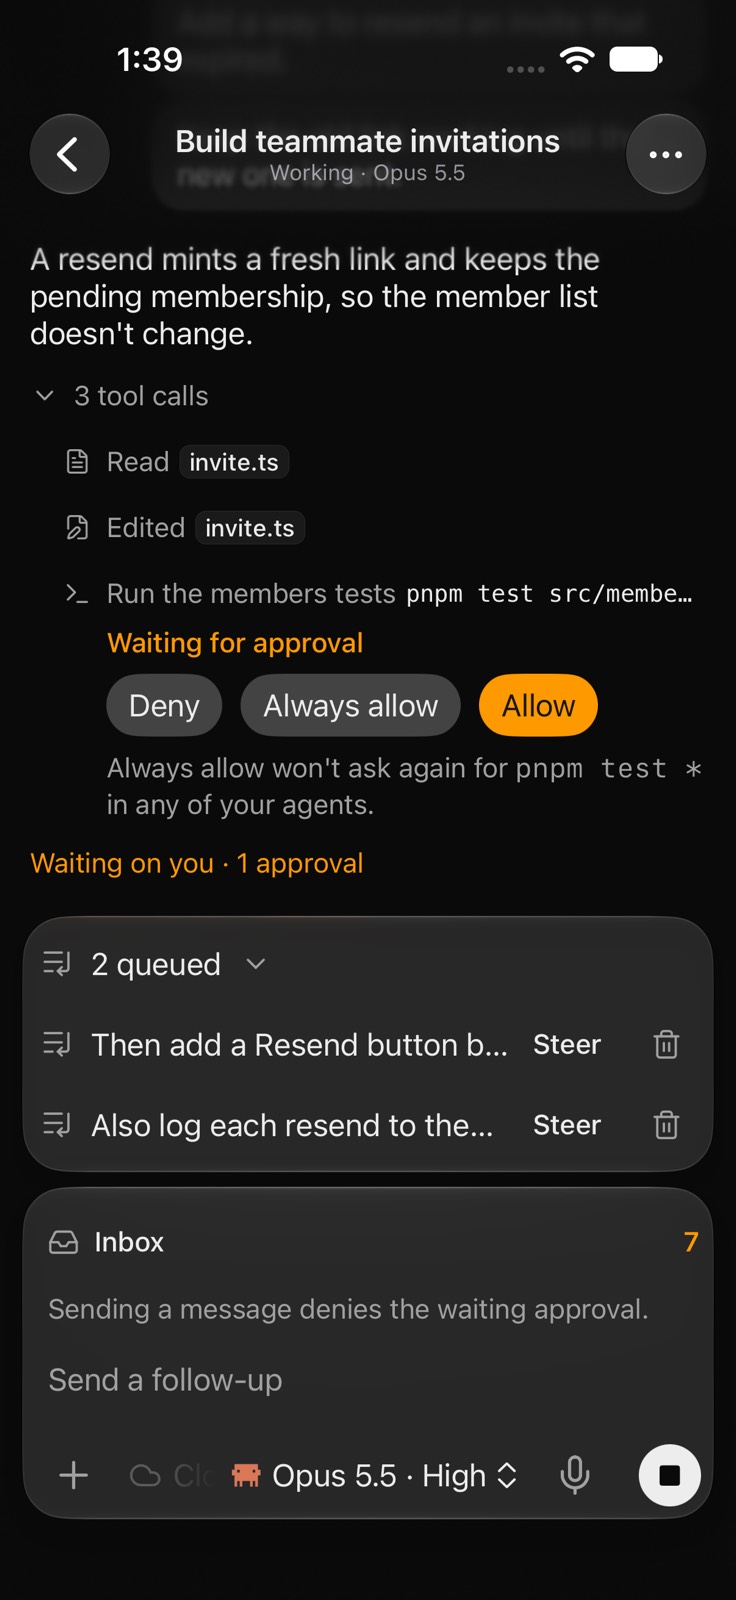 1:39
Build teammate invitations
Working · Opus 5.5
A resend mints a fresh link and keeps the
pending membership, so the member list
doesn't change.
3 tool calls
Read invite.ts
Edited invite.ts
Run the members tests pnpm test src/membe…
Waiting for approval
Deny
Always allow
Allow
Always allow won't ask again for pnpm test *
in any of your agents.
Waiting on you · 1 approval
2 queued
Then add a Resend button b... Steer
Also log each resend to the... Steer
Inbox 7
Sending a message denies the waiting approval.
Send a follow-up
Opus 5.5 · High